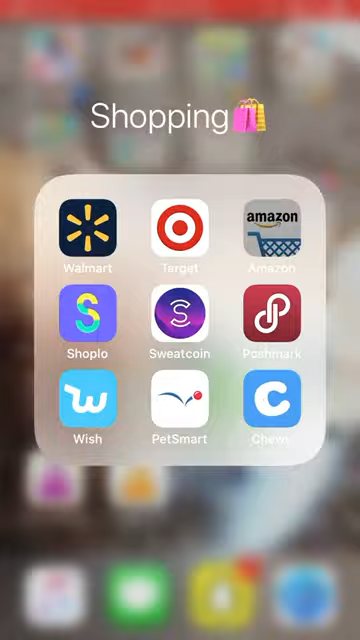 Shopping🛍️
Walmart Target Amazon
amazon
Shoplo Sweatcoin Poshmark
Wish PetSmart Chewy